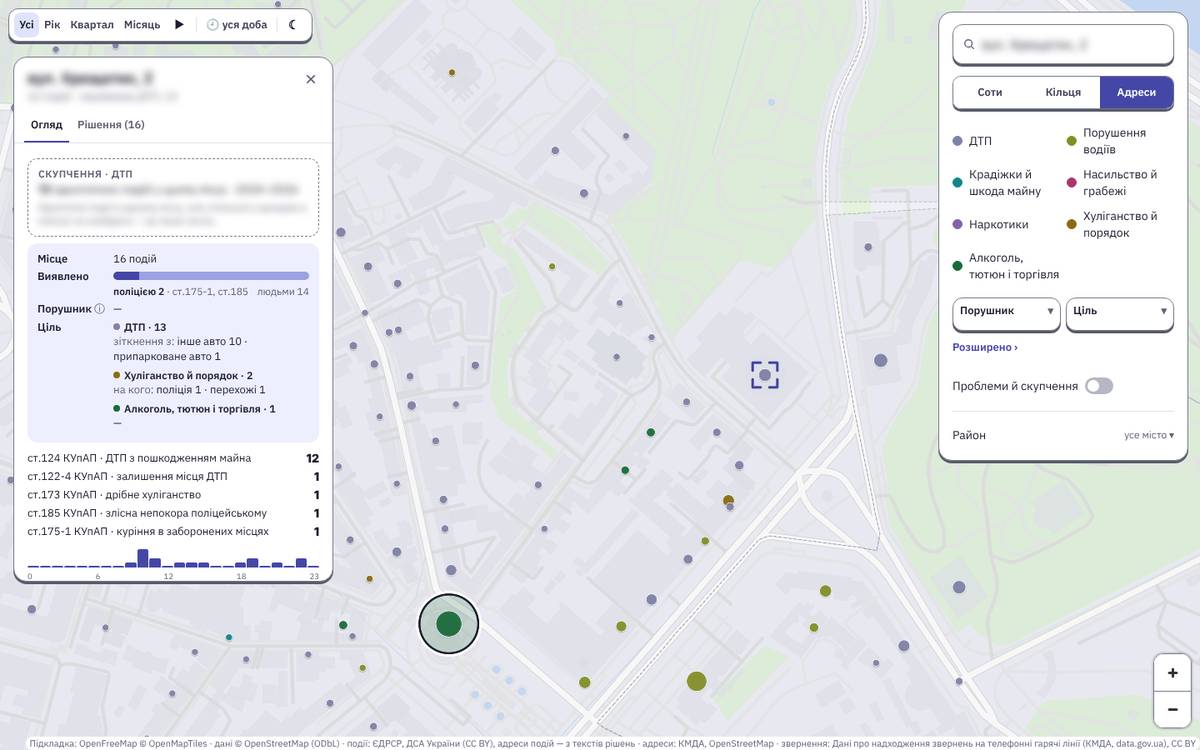 Усі Рік Квартал Місяць уся доба
Огляд Рішення (16)
СКУПЧЕННЯ · ДТП
Місце 16 подій
Виявлено
поліцією 2 · ст.175-1, ст.185 людьми 14
Порушник ⓘ —
Ціль ДТП · 13
зіткнення з: інше авто 10 ·
припарковане авто 1
Хуліганство й порядок · 2
на кого: поліція 1 · перехожі 1
Алкоголь, тютюн і торгівля · 1
—
ст.124 КУпАП · ДТП з пошкодженням майна 12
ст.122-4 КУпАП · залишення місця ДТП 1
ст.173 КУпАП · дрібне хуліганство 1
ст.185 КУпАП · злісна непокора поліцейському 1
ст.175-1 КУпАП · куріння в заборонених місцях 1
0 6 12 18 23
Соти Кільця Адреси
ДТП
Порушення
водіїв
Крадіжки й
шкода майну
Насильство й
грабежі
Наркотики
Хуліганство й
порядок
Алкоголь,
тютюн і торгівля
Порушник ▾ Ціль ▾
Розширено ›
Проблеми й скупчення
Район усе місто ▾
+
−
Підкладка: OpenFreeMap © OpenMapTiles · дані © OpenStreetMap (ODbL) · події: ЄДРСР, ДСА України (CC BY), адреси подій — з текстів рішень · адреси: КМДА, OpenStreetMap · звернення: Дані про надходження звернень на телефонні гарячі лінії (КМДА, data.gov.ua), CC